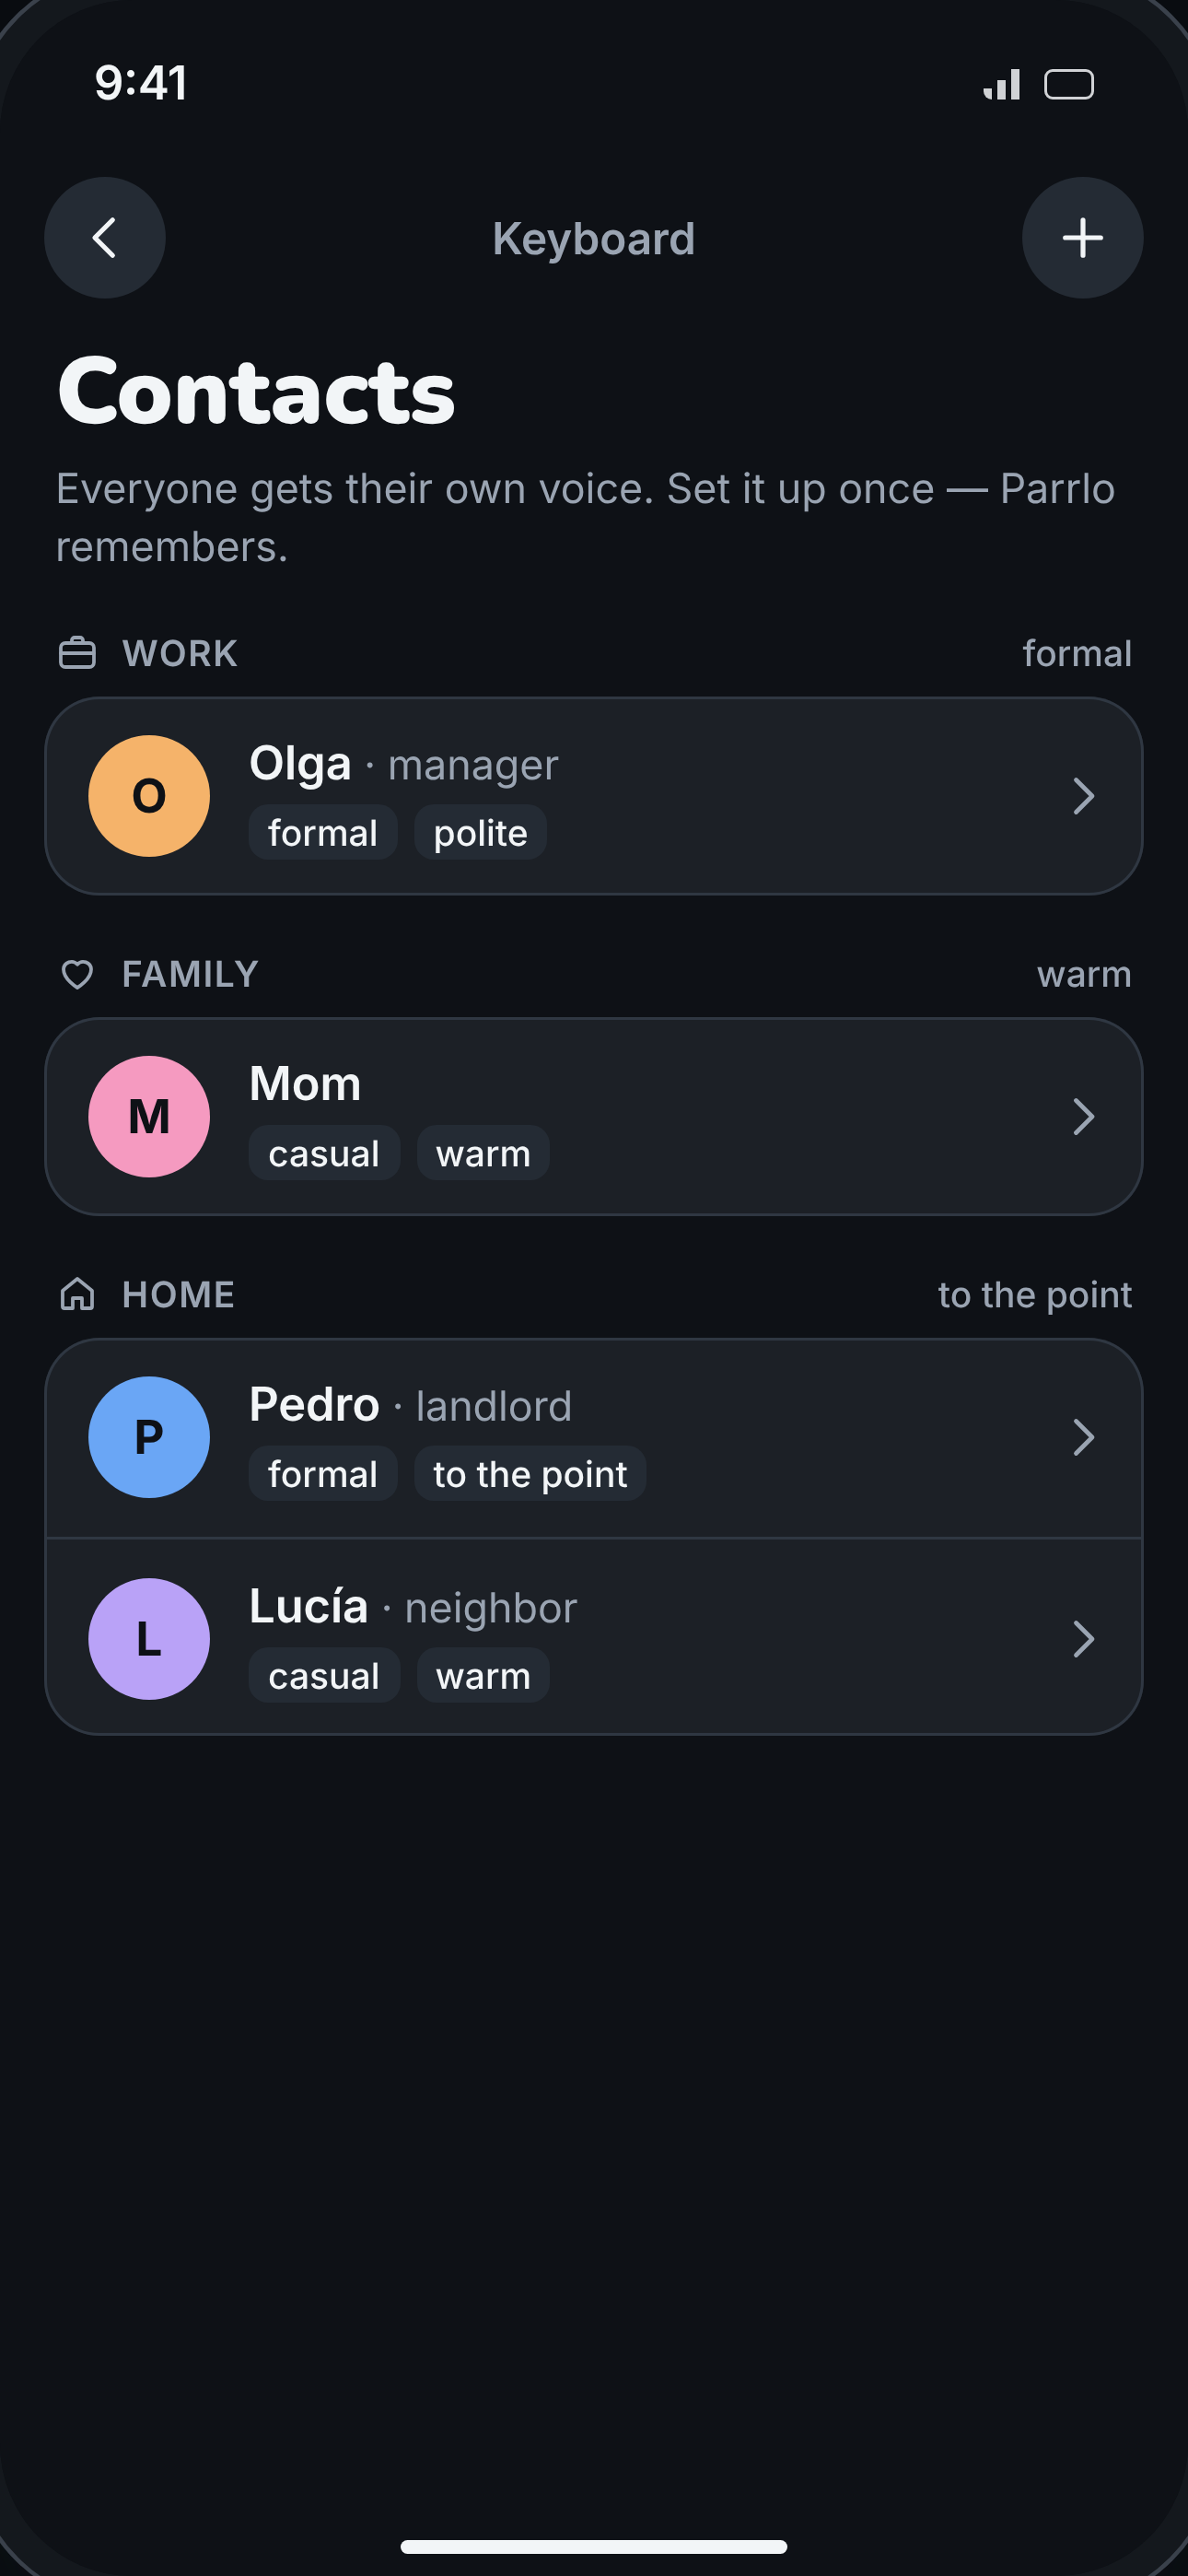 9:41
Keyboard
Contacts
Everyone gets their own voice. Set it up once — Parrlo
remembers.
WORK formal
O
Olga · manager
formal polite
FAMILY warm
M
Mom
casual warm
HOME to the point
P
Pedro · landlord
formal to the point
L
Lucía · neighbor
casual warm